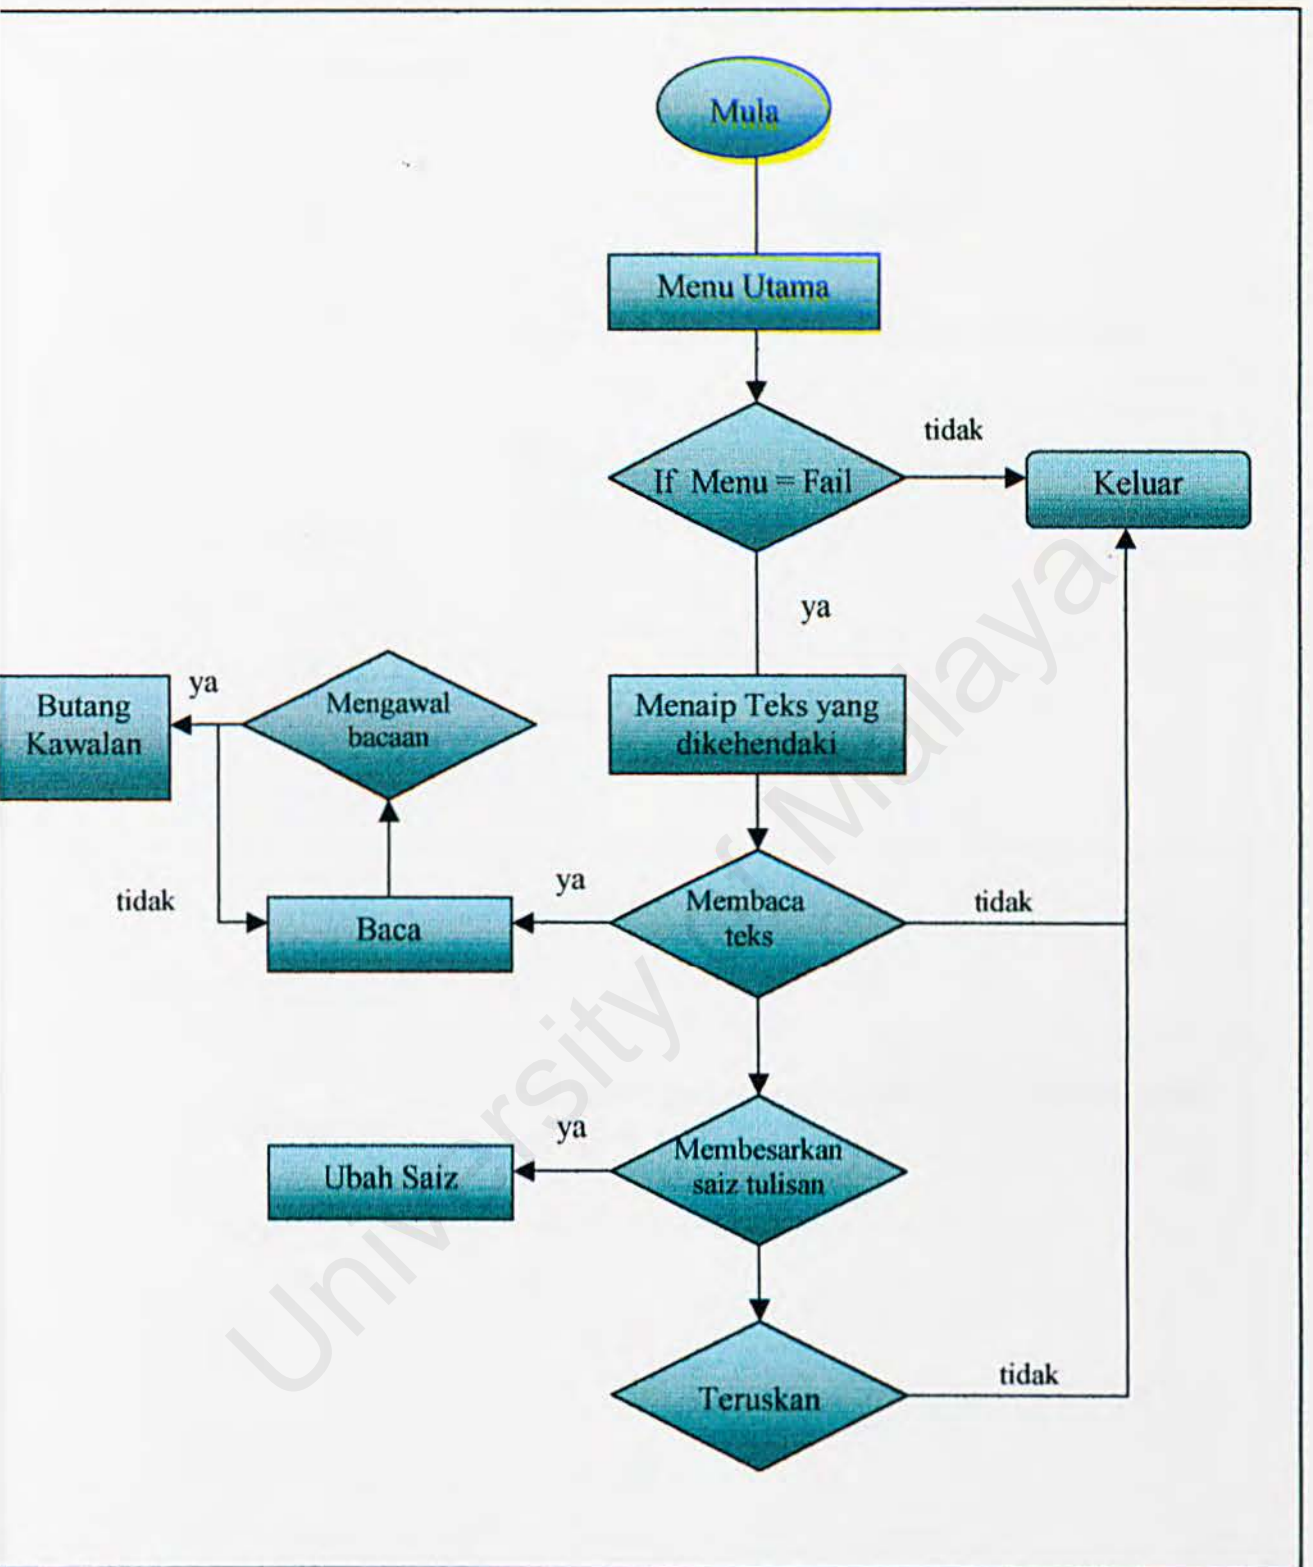 Mula
Menu Utama
If Menu = Fail
tidak
Keluar
ya
Menaip Teks yang
dikehendaki
Mengawal
bacaan
ya
Butang
Kawalan
tidak
Baca
ya
Membaca
teks
tidak
Membesarkan
saiz tulisan
ya
Ubah Saiz
Teruskan
tidak
University of Malaya